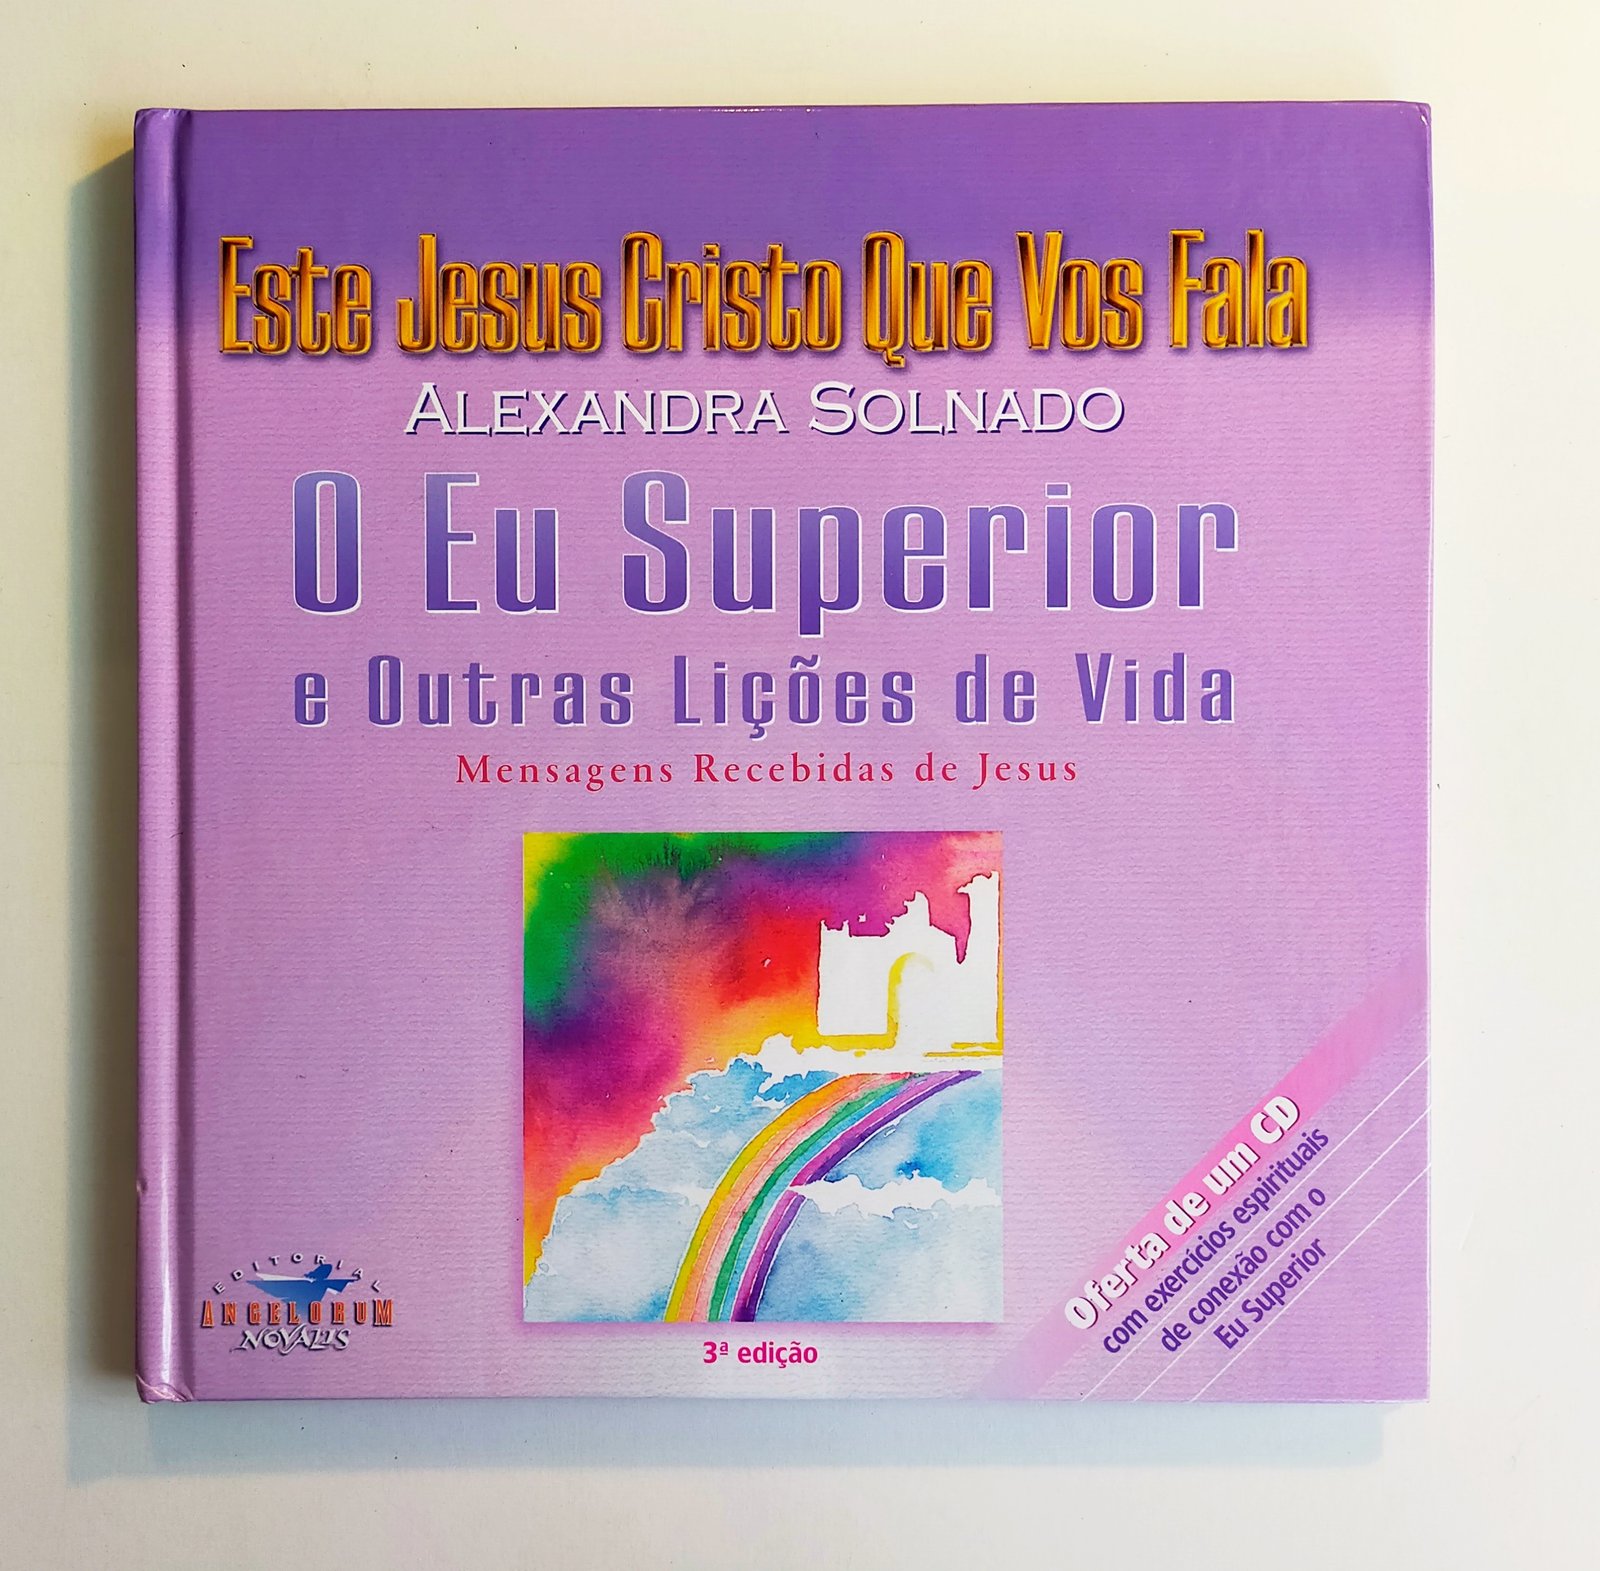 Este Jesus Cristo Que Vos Fala
ALEXANDRA SOLNADO
O Eu Superior
e Outras Lições de Vida
Mensagens Recebidas de Jesus
EDITORIAL
ANGELORUM
NOVALIS
3ª edição
Oferta de um CD
com exercícios espirituais
de conexão com o
Eu Superior